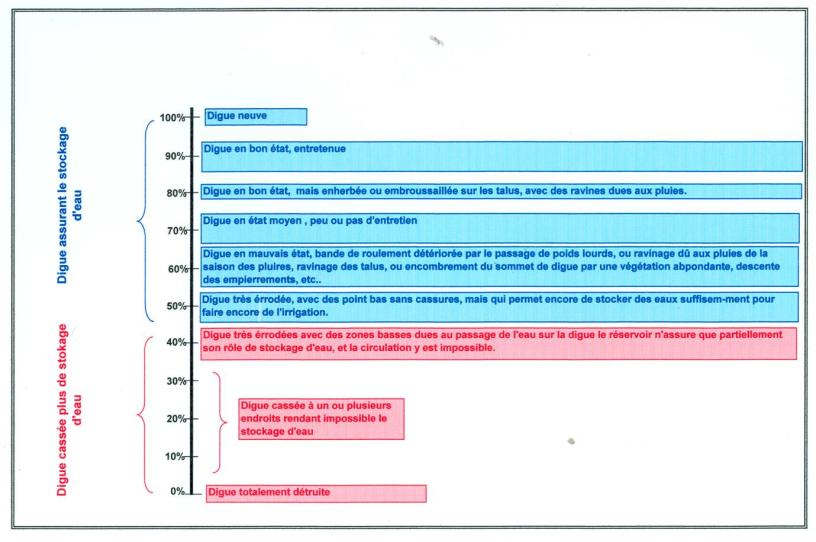 Digue assurant le stockage
d'eau
100%
Digue neuve
90%
Digue en bon état, entretenue
80%
Digue en bon état, mais enherbée ou embroussaillée sur les talus, avec des ravines dues aux pluies.
70%
Digue en état moyen , peu ou pas d'entretien
60%
Digue en mauvais état, bande de roulement détériorée par le passage de poids lourds, ou ravinage dû aux pluies de la
saison des pluires, ravinage des talus, ou encombrement du sommet de digue par une végétation abpondante, descente
des empierrements, etc..
50%
Digue très érrodée, avec des point bas sans cassures, mais qui permet encore de stocker des eaux suffisem-ment pour
faire encore de l'irrigation.
Digue cassée plus de stokage
d'eau
40%
Digue très érrodées avec des zones basses dues au passage de l'eau sur la digue le réservoir n'assure que partiellement
son rôle de stockage d'eau, et la circulation y est impossible.
30%
20%
10%
Digue cassée à un ou plusieurs
endroits rendant impossible le
stockage d'eau
0%
Digue totalement détruite